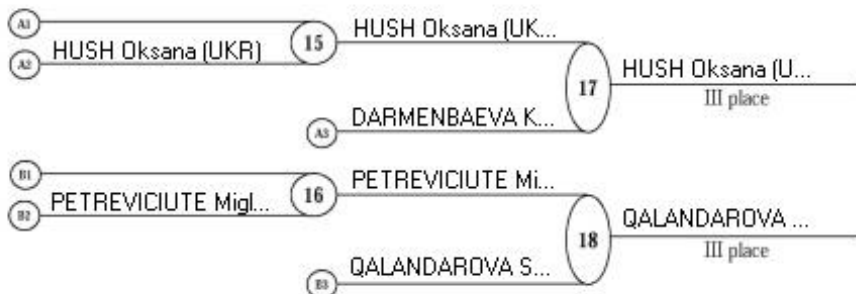 A1
15
HUSH Oksana (UK...
A2
HUSH Oksana (UKR)
17
HUSH Oksana (U...
III place
A3
DARMENBAEVA K...
B1
16
PETREVICIUTE Mi...
B2
PETREVICIUTE Migl...
18
QALANDAROVA ...
III place
B3
QALANDAROVA S...